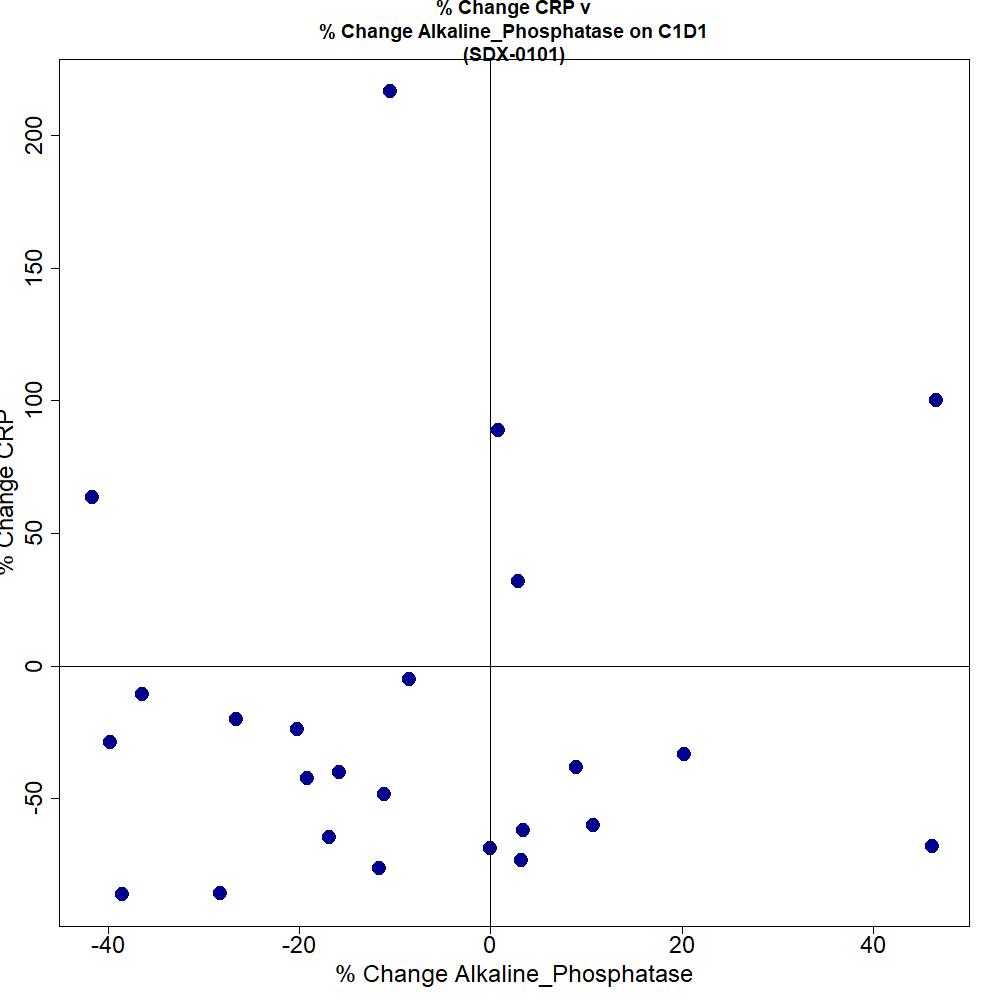 % Change CRP v
% Change Alkaline_Phosphatase on C1D1
(SDX-0101)
% Change CRP
200
150
100
50
0
-50
-40
-20
0
20
40
% Change Alkaline_Phosphatase